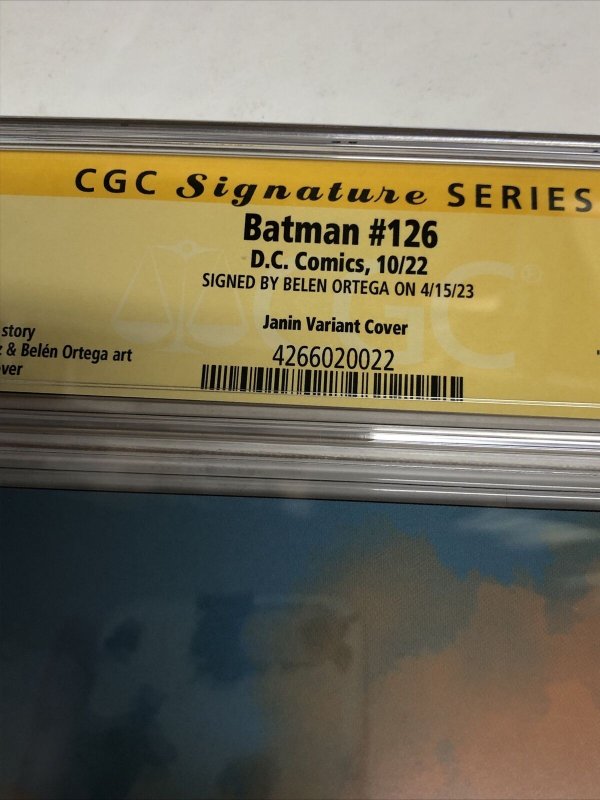 CGC Signature SERIES
Batman #126
D.C. Comics, 10/22
SIGNED BY BELEN ORTEGA ON 4/15/23
Janin Variant Cover
story
& Belén Ortega art
4266020022
CGC